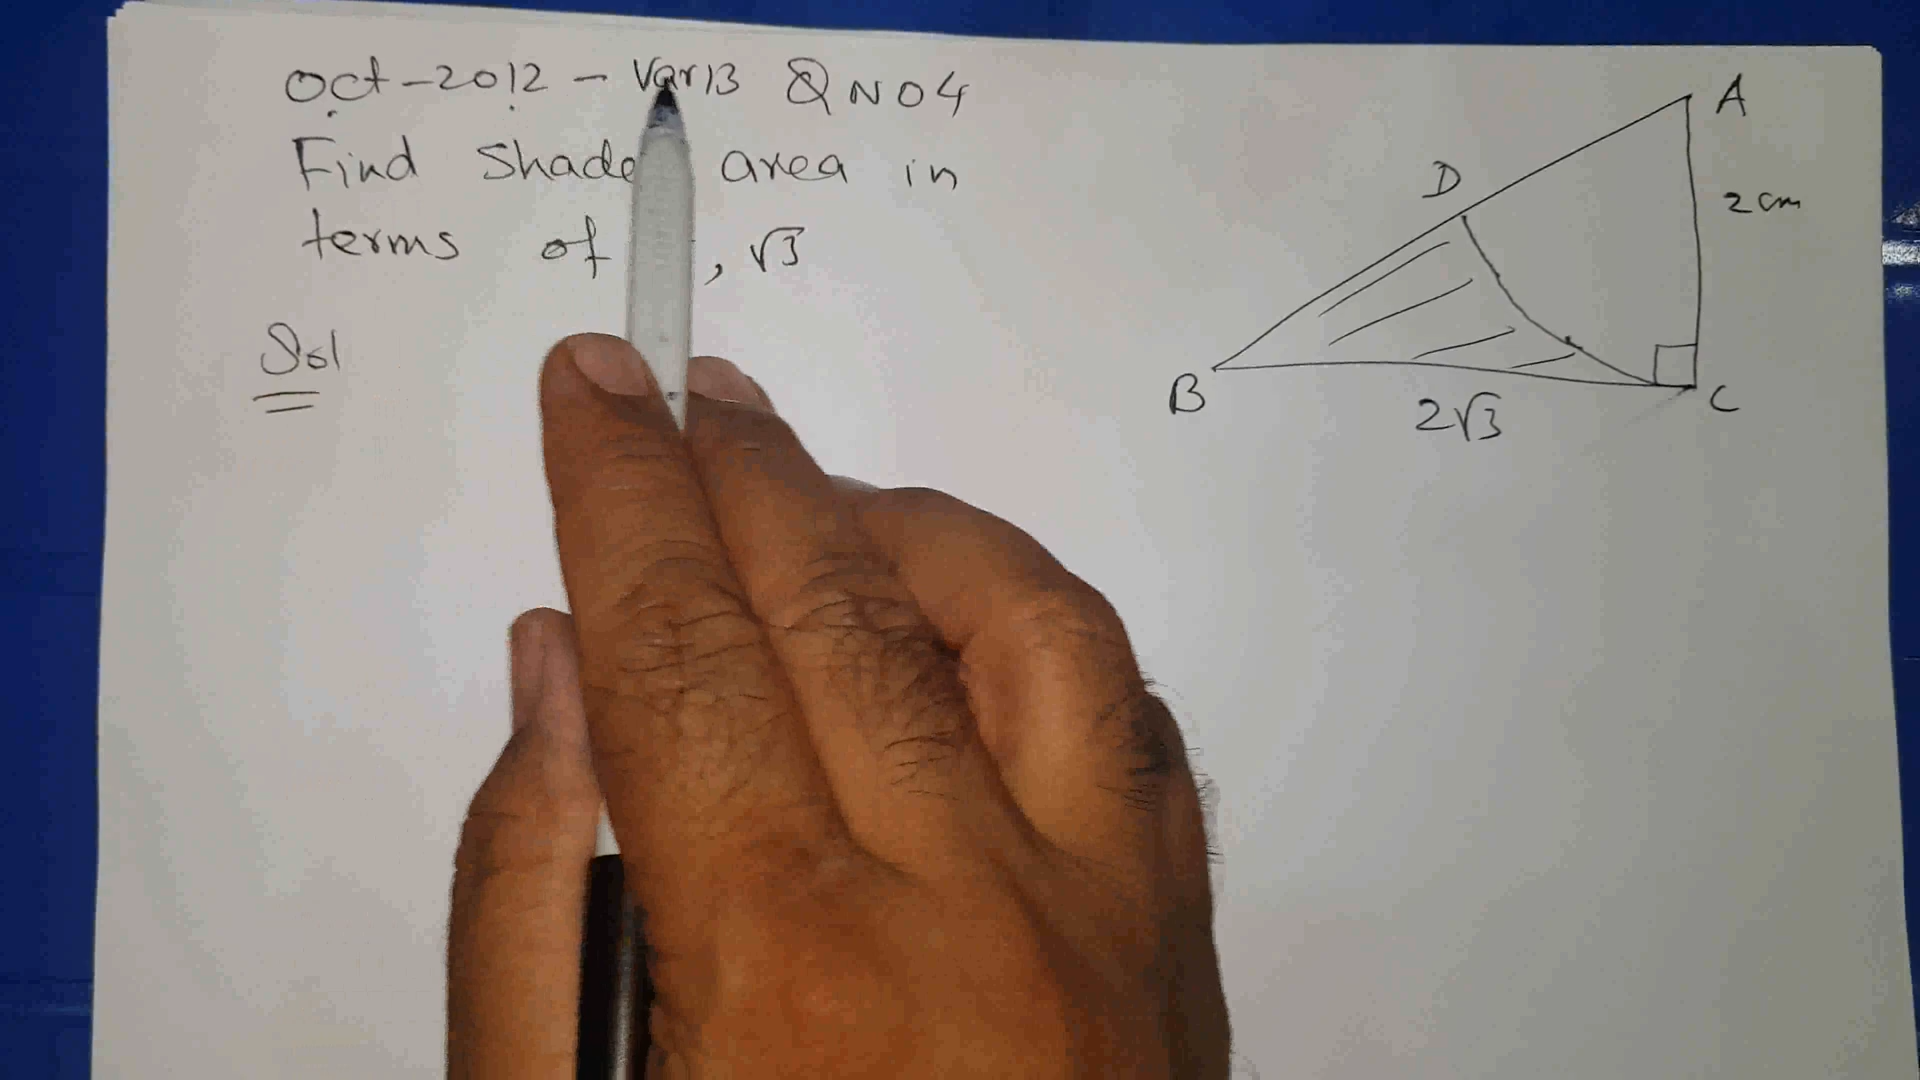 Oct-2012 - Var13 Q NO4
Find Shade area in
terms of , √3
Sol
A
D
2cm
B
2√3
C